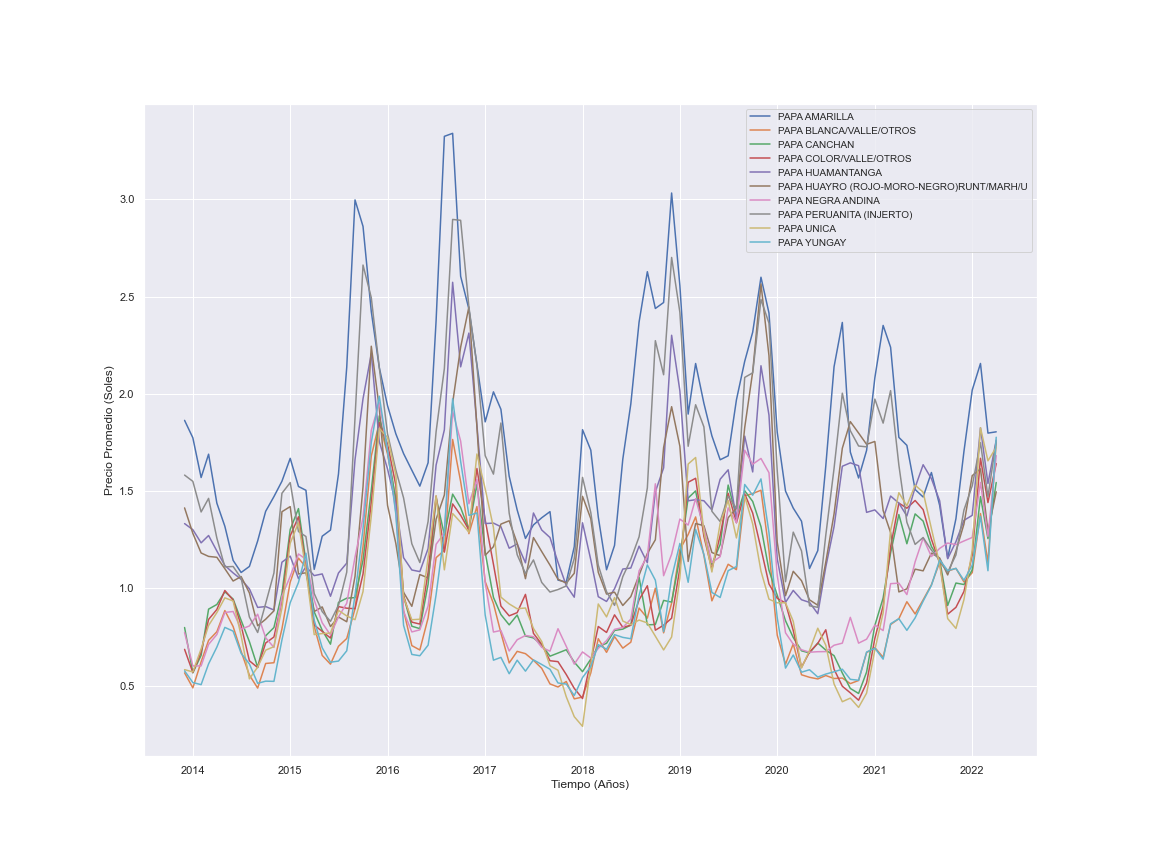 3.0
2.5
2.0
1.5
1.0
0.5
Precio Promedio (Soles)
PAPA AMARILLA
PAPA BLANCA/VALLE/OTROS
PAPA CANCHAN
PAPA COLOR/VALLE/OTROS
PAPA HUAMANTANGA
PAPA HUAYRO (ROJO-MORO-NEGRO)RUNT/MARH/U
PAPA NEGRA ANDINA
PAPA PERUANITA (INJERTO)
PAPA UNICA
PAPA YUNGAY
2014 2015 2016 2017 2018 2019 2020 2021 2022
Tiempo (Años)